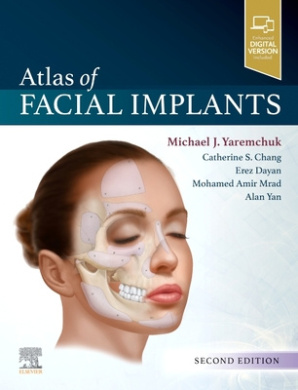 Enhanced
DIGITAL
VERSION
Included
Atlas of
FACIAL IMPLANTS
Michael J. Yaremchuk
Catherine S. Chang
Erez Dayan
Mohamed Amir Mrad
Alan Yan
ELSEVIER
SECOND EDITION